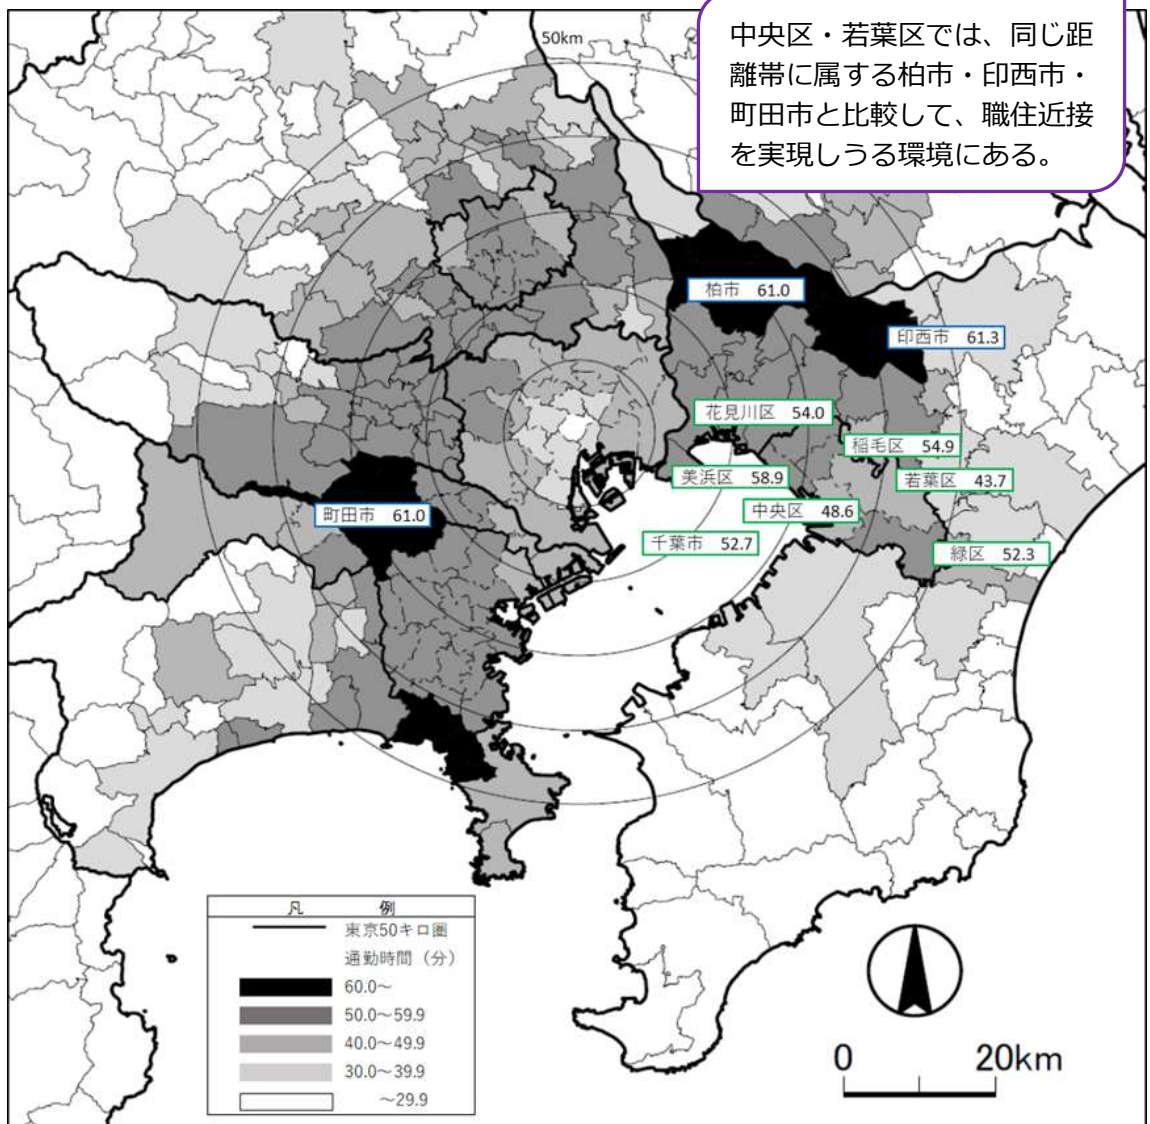 50km
中央区・若葉区では、同じ距
離帯に属する柏市・印西市・
町田市と比較して、職住近接
を実現しうる環境にある。
柏市 61.0
印西市 61.3
花見川区 54.0
稲毛区 54.9
美浜区 58.9
若葉区 43.7
中央区 48.6
町田市 61.0
千葉市 52.7
緑区 52.3
凡 例
東京50キロ圏
通勤時間（分）
60.0～
50.0～59.9
40.0～49.9
30.0～39.9
～29.9
0 20km